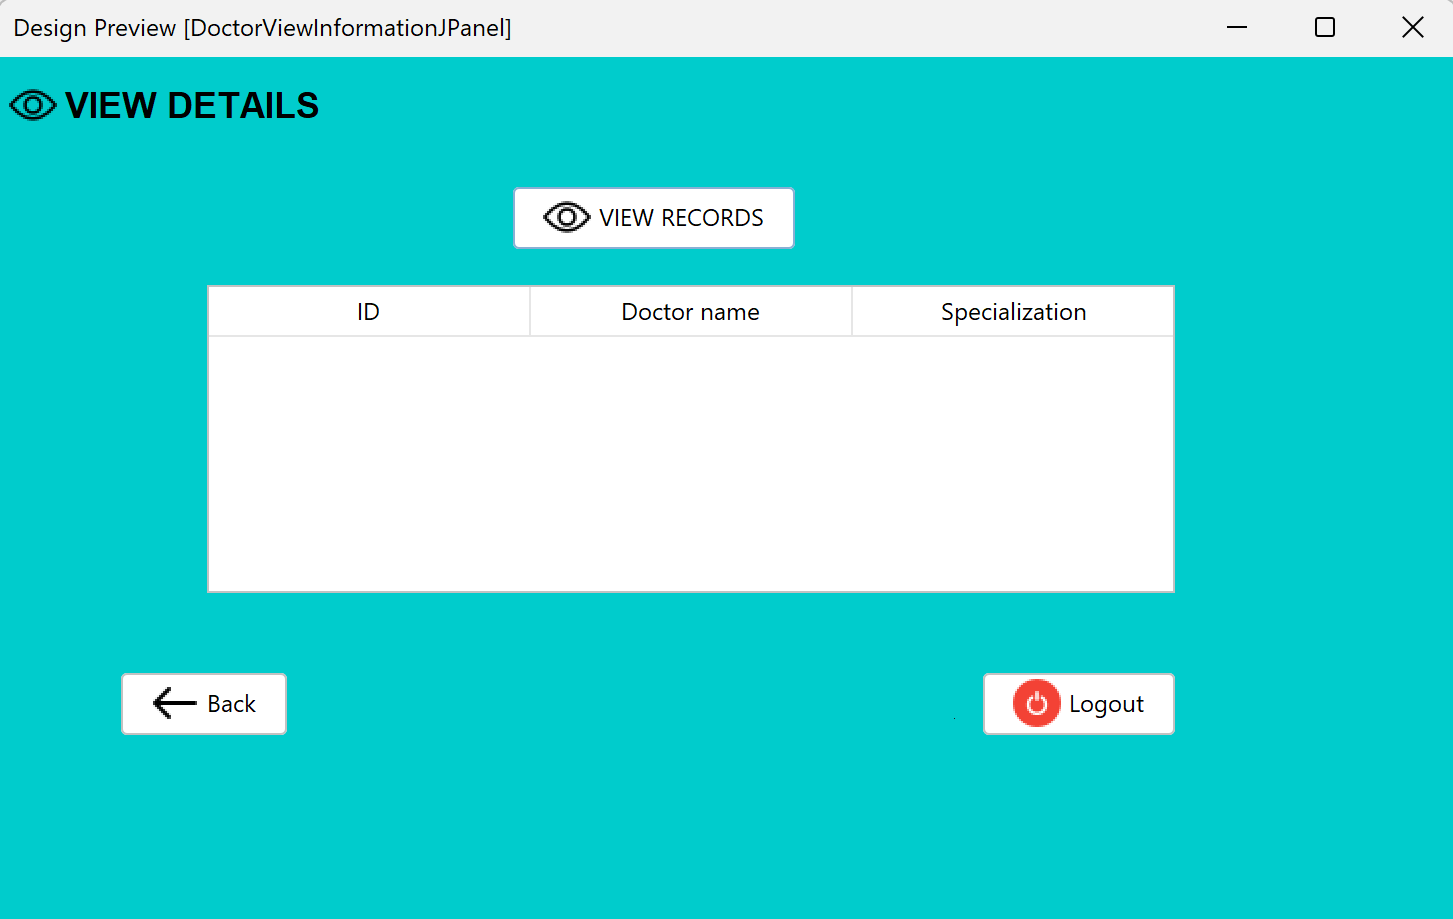 Design Preview [DoctorViewInformationJPanel]
VIEW DETAILS
VIEW RECORDS
ID Doctor name Specialization
Back Logout